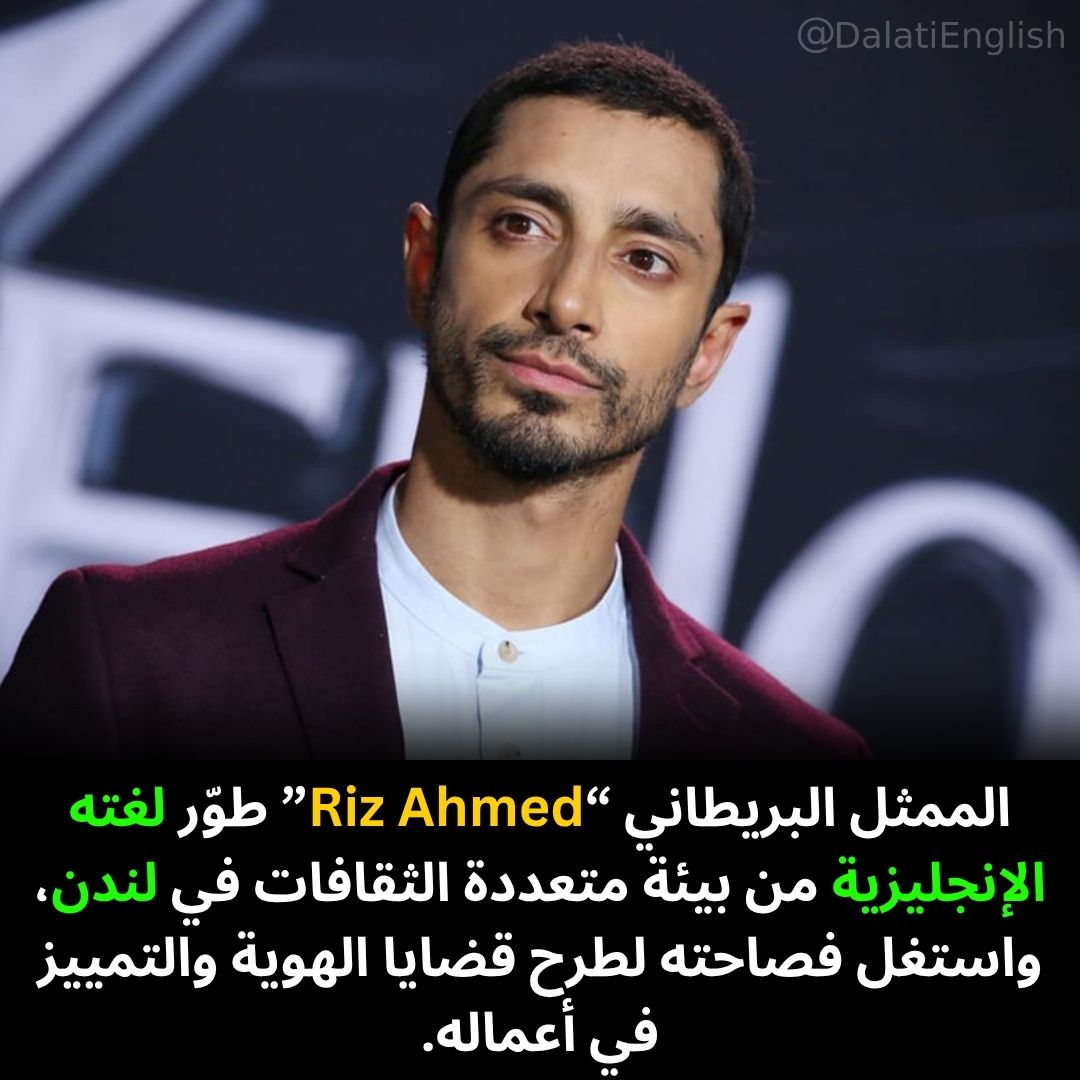 @DalatiEnglish
الممثل البريطاني “Riz Ahmed” طوّر لغته
الإنجليزية من بيئة متعددة الثقافات في لندن،
واستغل فصاحته لطرح قضايا الهوية والتمييز
في أعماله.